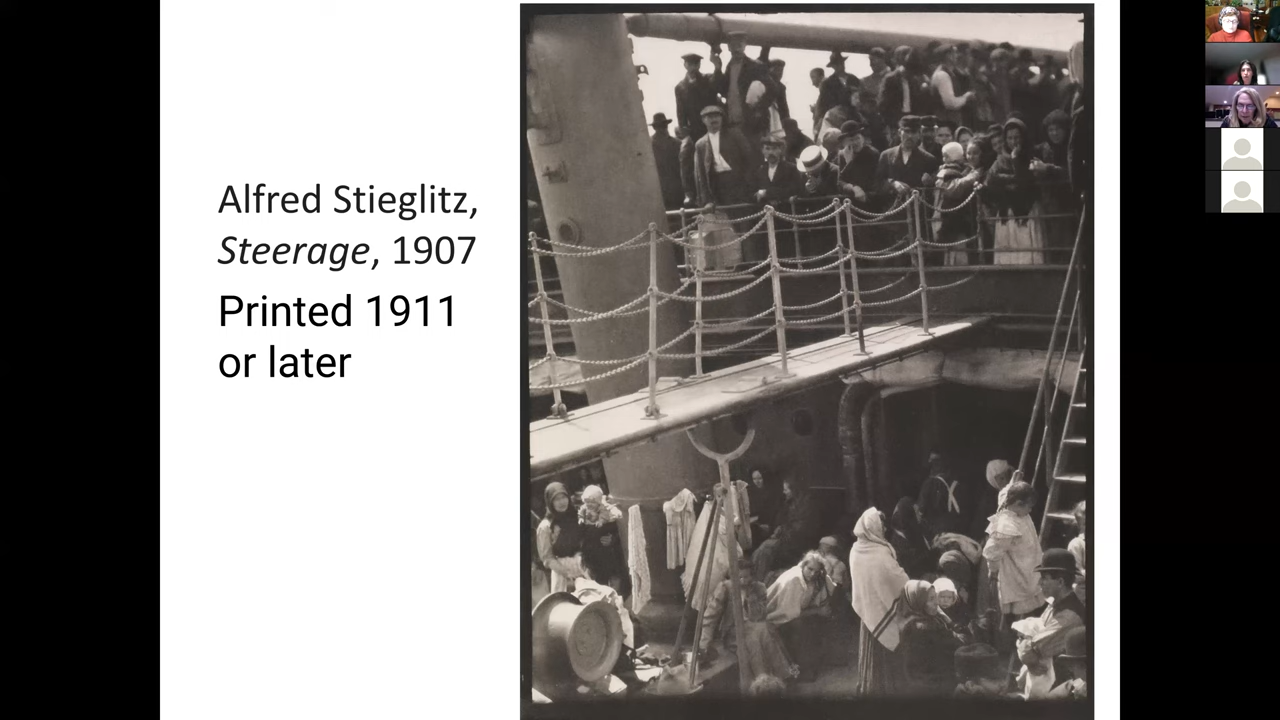 Alfred Stieglitz,
Steerage, 1907
Printed 1911
or later